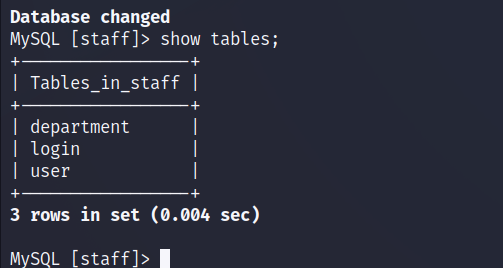 Database changed
MySQL [staff]> show tables;
+-----------------+
| Tables_in_staff |
+-----------------+
| department      |
| login           |
| user            |
+-----------------+
3 rows in set (0.004 sec)
MySQL [staff]>